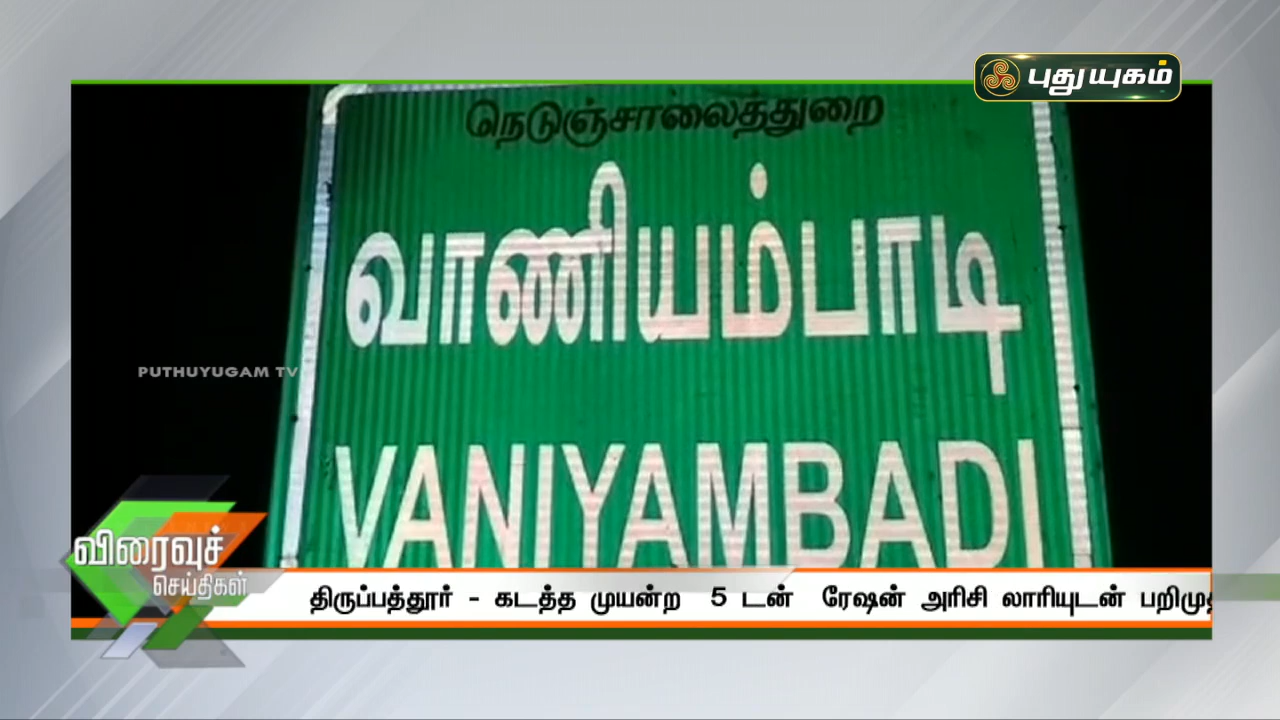 புதுயுகம்
நெடுஞ்சாலைத்துறை
வாணியம்பாடி
PUTHUYUGAM TV
VANIYAMBADI
விரைவுச்
செய்திகள்
திருப்பத்தூர் - கடத்த முயன்ற 5 டன் ரேஷன் அரிசி லாரியுடன்